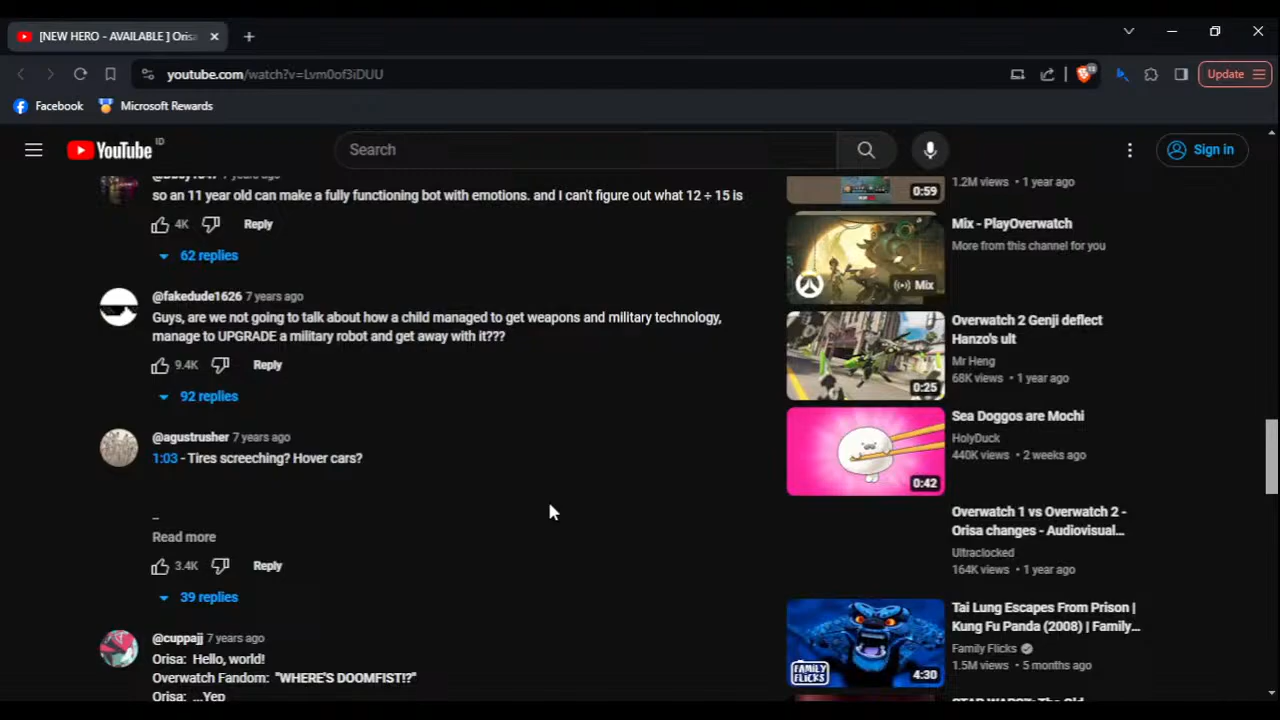 [NEW HERO - AVAILABLE ] Orisa
youtube.com/watch?v=Lvm0of3iDUU
Update
Facebook
Microsoft Rewards
YouTube ID
Search
Sign in
7 years ago
so an 11 year old can make a fully functioning bot with emotions. and I can't figure out what 12 ÷ 15 is
4K
Reply
62 replies
@fakedude1626 7 years ago
Guys, are we not going to talk about how a child managed to get weapons and military technology,
manage to UPGRADE a military robot and get away with it???
9.4K
Reply
92 replies
@agustrusher 7 years ago
1:03 - Tires screeching? Hover cars?
_
Read more
3.4K
Reply
39 replies
@cuppajj 7 years ago
Orisa: Hello, world!
Overwatch Fandom: "WHERE'S DOOMFIST!?"
Orisa: ...Yep
0:59
1.2M views • 1 year ago
Mix
Mix - PlayOverwatch
More from this channel for you
0:25
Overwatch 2 Genji deflect
Hanzo's ult
Mr Heng
68K views • 1 year ago
0:42
Sea Doggos are Mochi
HolyDuck
440K views • 2 weeks ago
Overwatch 1 vs Overwatch 2 -
Orisa changes - Audiovisual...
Ultraclocked
164K views • 1 year ago
FAMILY
FLICKS
4:30
Tai Lung Escapes From Prison |
Kung Fu Panda (2008) | Family...
Family Flicks
1.5M views • 5 months ago